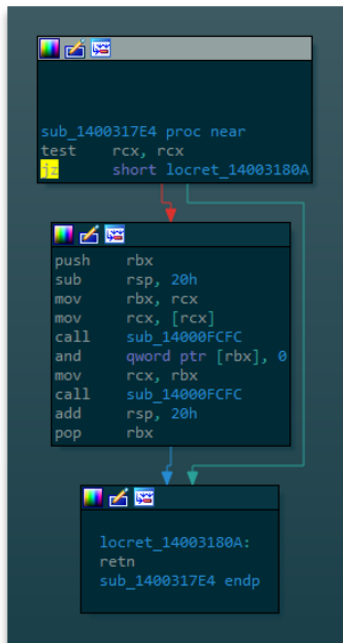 sub_1400317E4 proc near
test rcx, rcx
jz short locret_14003180A
push rbx
sub rsp, 20h
mov rbx, rcx
mov rcx, [rcx]
call sub_14000FCFC
and qword ptr [rbx], 0
mov rcx, rbx
call sub_14000FCFC
add rsp, 20h
pop rbx
locret_14003180A:
retn
sub_1400317E4 endp